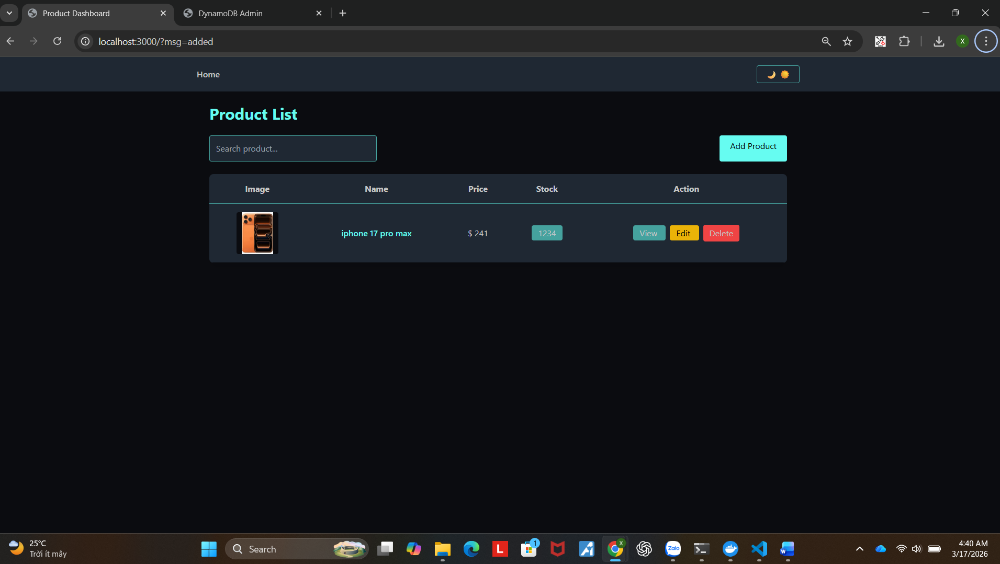 Product Dashboard
DynamoDB Admin
localhost:3000/?msg=added
X
Home
Product List
Search product...
Add Product
Image Name Price Stock Action
iphone 17 pro max $ 241 1234 View Edit Delete
25°C
Trời ít mây
Search
L
1
X
Zalo
W
4:40 AM
3/17/2026